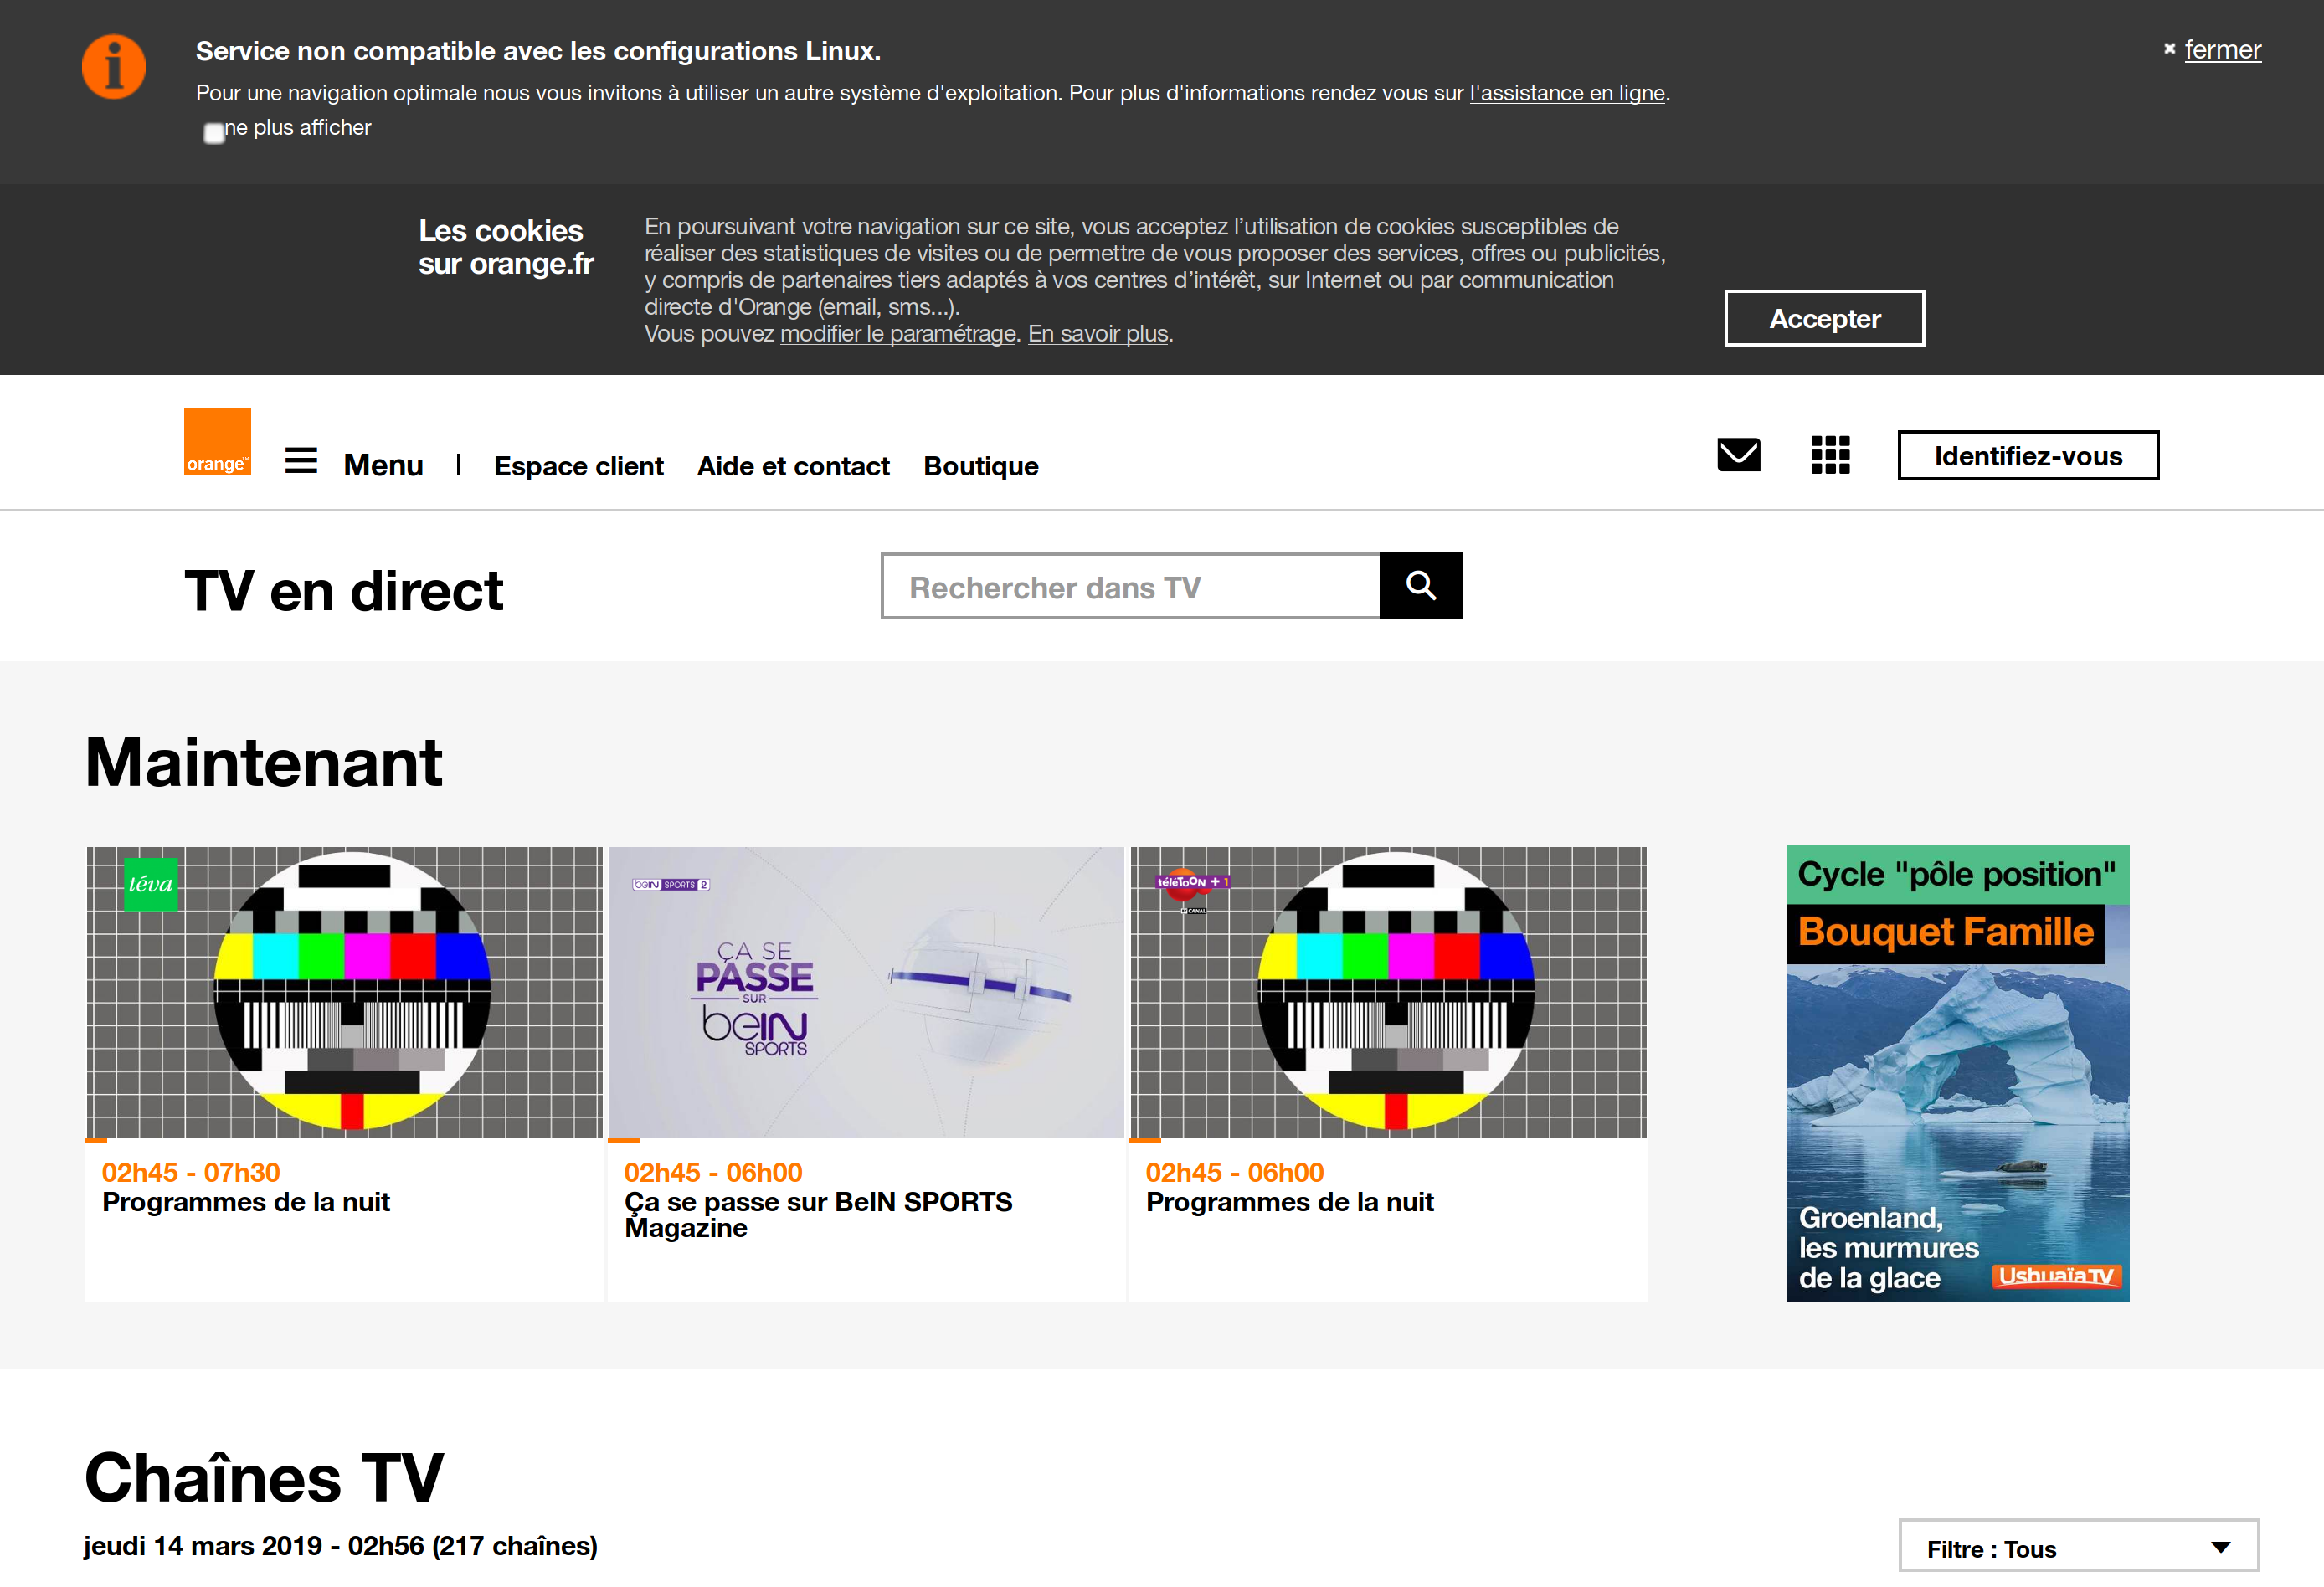 Service non compatible avec les configurations Linux.
fermer
Pour une navigation optimale nous vous invitons à utiliser un autre système d'exploitation. Pour plus d'informations rendez vous sur l'assistance en ligne.
ne plus afficher
Les cookies
sur orange.fr
En poursuivant votre navigation sur ce site, vous acceptez l’utilisation de cookies susceptibles de
réaliser des statistiques de visites ou de permettre de vous proposer des services, offres ou publicités,
y compris de partenaires tiers adaptés à vos centres d’intérêt, sur Internet ou par communication
directe d'Orange (email, sms...).
Vous pouvez modifier le paramétrage. En savoir plus.
Accepter
orange™
Menu
Espace client
Aide et contact
Boutique
Identifiez-vous
TV en direct
Rechercher dans TV
Maintenant
téva
beIN SPORTS 2
ÇA SE
PASSE
SUR
beIN
SPORTS
téléTOON +1
CANAL
02h45 - 07h30
Programmes de la nuit
02h45 - 06h00
Ça se passe sur BeIN SPORTS
Magazine
02h45 - 06h00
Programmes de la nuit
Cycle "pôle position"
Bouquet Famille
Groenland,
les murmures
de la glace
Ushuaïa TV
Chaînes TV
jeudi 14 mars 2019 - 02h56 (217 chaînes)
Filtre : Tous